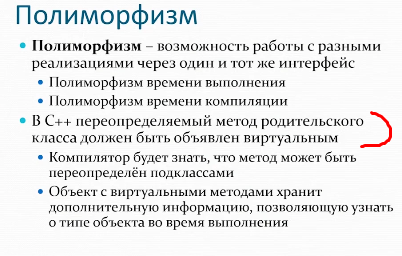 Полиморфизм
Полиморфизм – возможность работы с разными
реализациями через один и тот же интерфейс
Полиморфизм времени выполнения
Полиморфизм времени компиляции
В C++ переопределяемый метод родительского
класса должен быть объявлен виртуальным
Компилятор будет знать, что метод может быть
переопределён подклассами
Объект с виртуальными методами хранит
дополнительную информацию, позволяющую узнать
о типе объекта во время выполнения